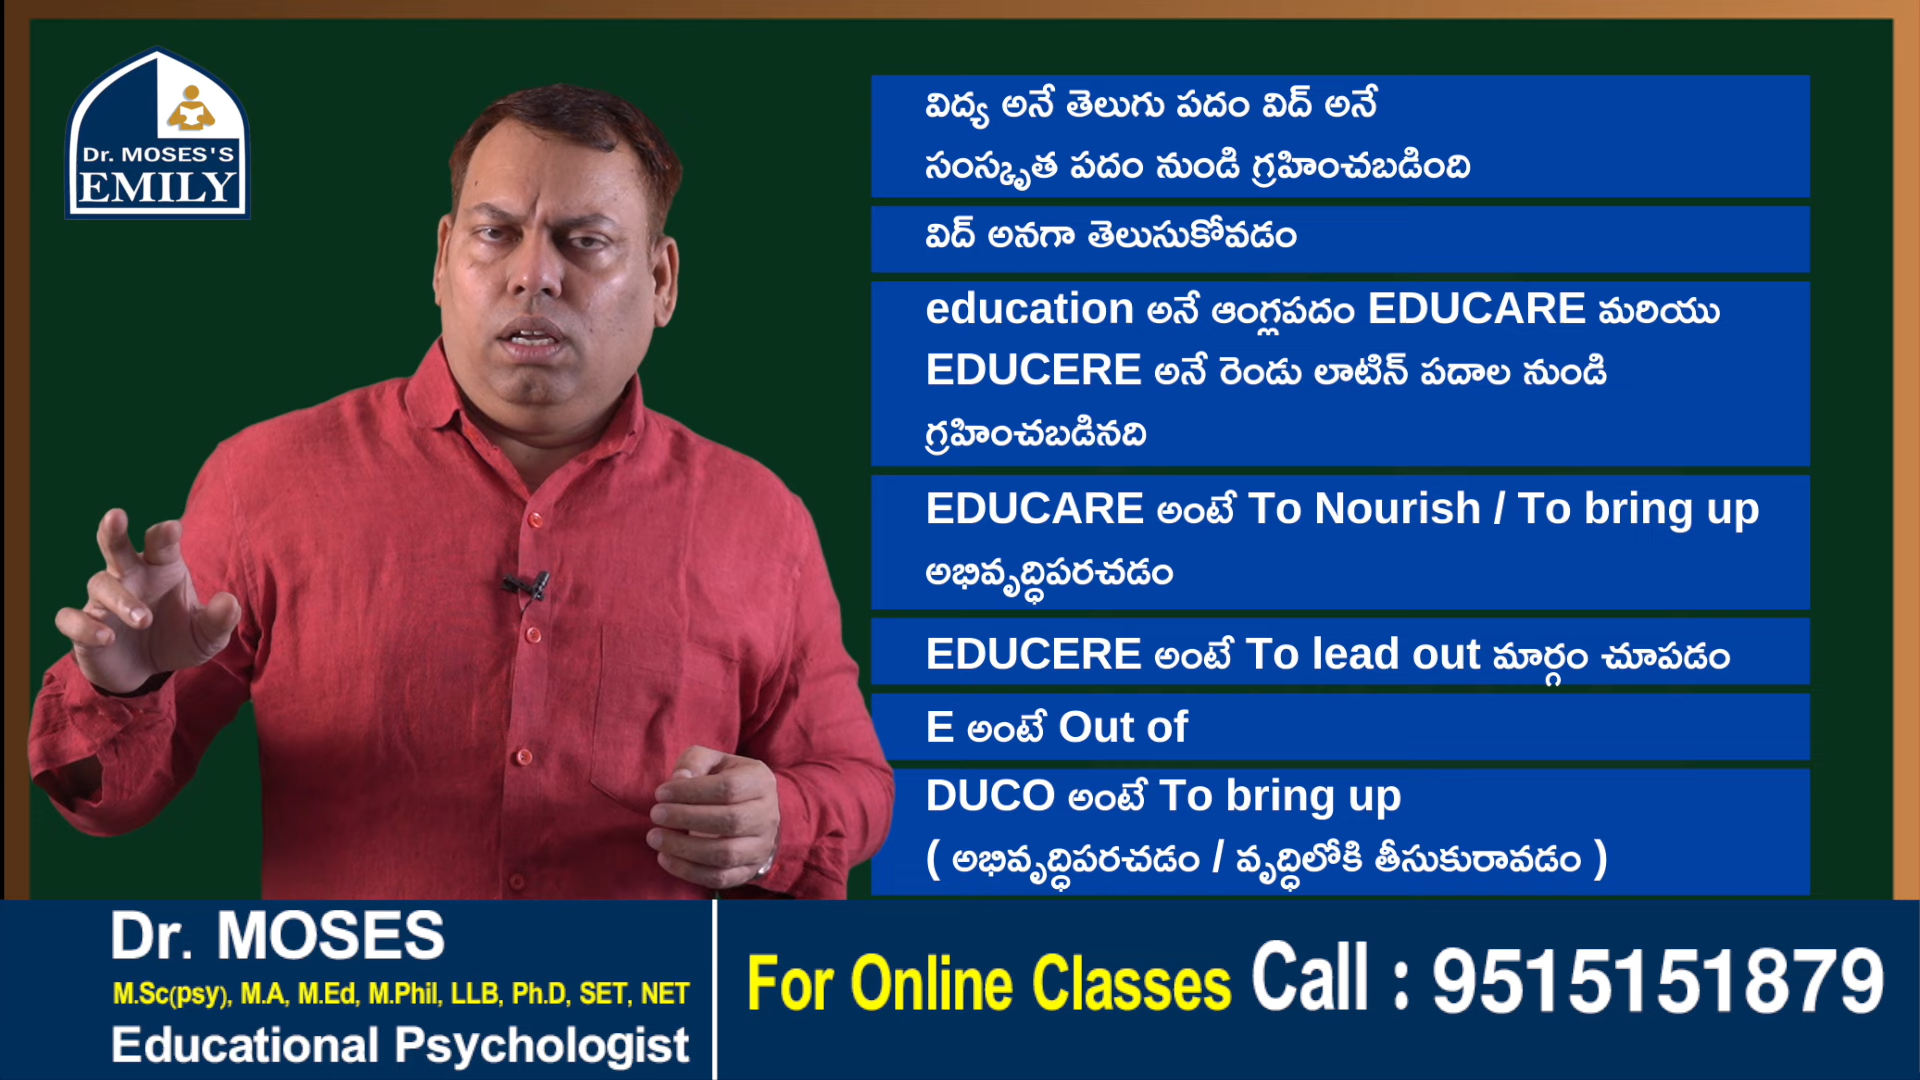 Dr. MOSES'S
EMILY
విద్య అనే తెలుగు పదం విద్ అనే
సంస్కృత పదం నుండి గ్రహించబడింది
విద్ అనగా తెలుసుకోవడం
education అనే ఆంగ్లపదం EDUCARE మరియు
EDUCERE అనే రెండు లాటిన్ పదాల నుండి
గ్రహించబడినది
EDUCARE అంటే To Nourish / To bring up
అభివృద్ధిపరచడం
EDUCERE అంటే To lead out మార్గం చూపడం
E అంటే Out of
DUCO అంటే To bring up
( అభివృద్ధిపరచడం / వృద్ధిలోకి తీసుకురావడం )
Dr. MOSES
M.Sc(psy), M.A, M.Ed, M.Phil, LLB, Ph.D, SET, NET
Educational Psychologist
For Online Classes Call : 9515151879